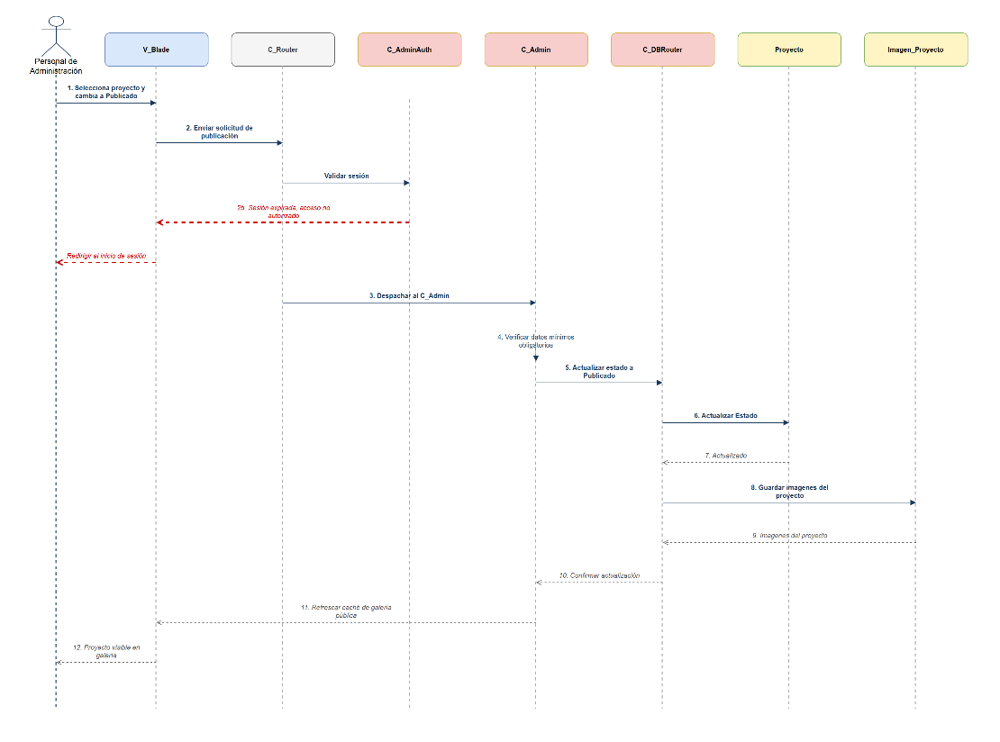 V_Blade
C_Router
C_AdminAuth
C_Admin
C_DBRouter
Proyecto
Imagen_Proyecto
Personal de
Administración
1. Selecciona proyecto y
cambia a Publicado
2. Enviar solicitud de
publicación
Validar sesión
2b. Sesión expirada, acceso no
autorizado
Redirigir al inicio de sesión
3. Despachar al C_Admin
4. Verificar datos mínimos
obligatorios
5. Actualizar estado a
Publicado
6. Actualizar Estado
7. Actualizado
8. Guardar imagenes del
proyecto
9. Imagenes del proyecto
10. Confirmar actualización
11. Refrescar caché de galería
pública
12. Proyecto visible en
galería